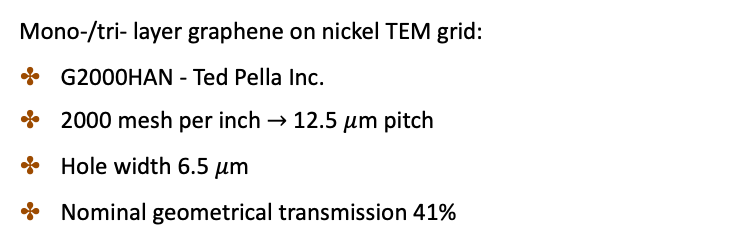 Mono-/tri- layer graphene on nickel TEM grid:
✤ G2000HAN - Ted Pella Inc.
✤ 2000 mesh per inch → 12.5 𝜇m pitch
✤ Hole width 6.5 𝜇m
✤ Nominal geometrical transmission 41%